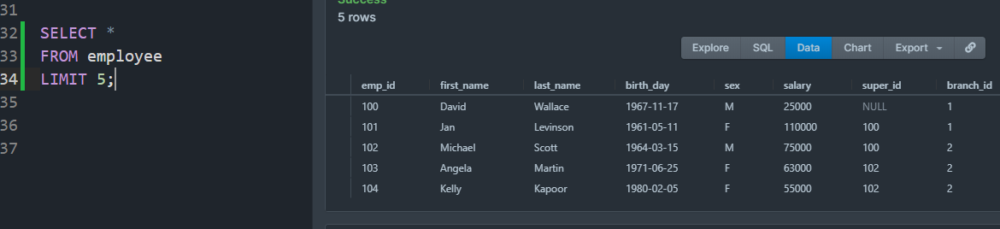 31
32 SELECT *
33 FROM employee
34 LIMIT 5;
35
36
37
Success
5 rows
Explore SQL Data Chart Export
emp_id first_name last_name birth_day sex salary super_id branch_id
100 David Wallace 1967-11-17 M 25000 NULL 1
101 Jan Levinson 1961-05-11 F 110000 100 1
102 Michael Scott 1964-03-15 M 75000 100 2
103 Angela Martin 1971-06-25 F 63000 102 2
104 Kelly Kapoor 1980-02-05 F 55000 102 2